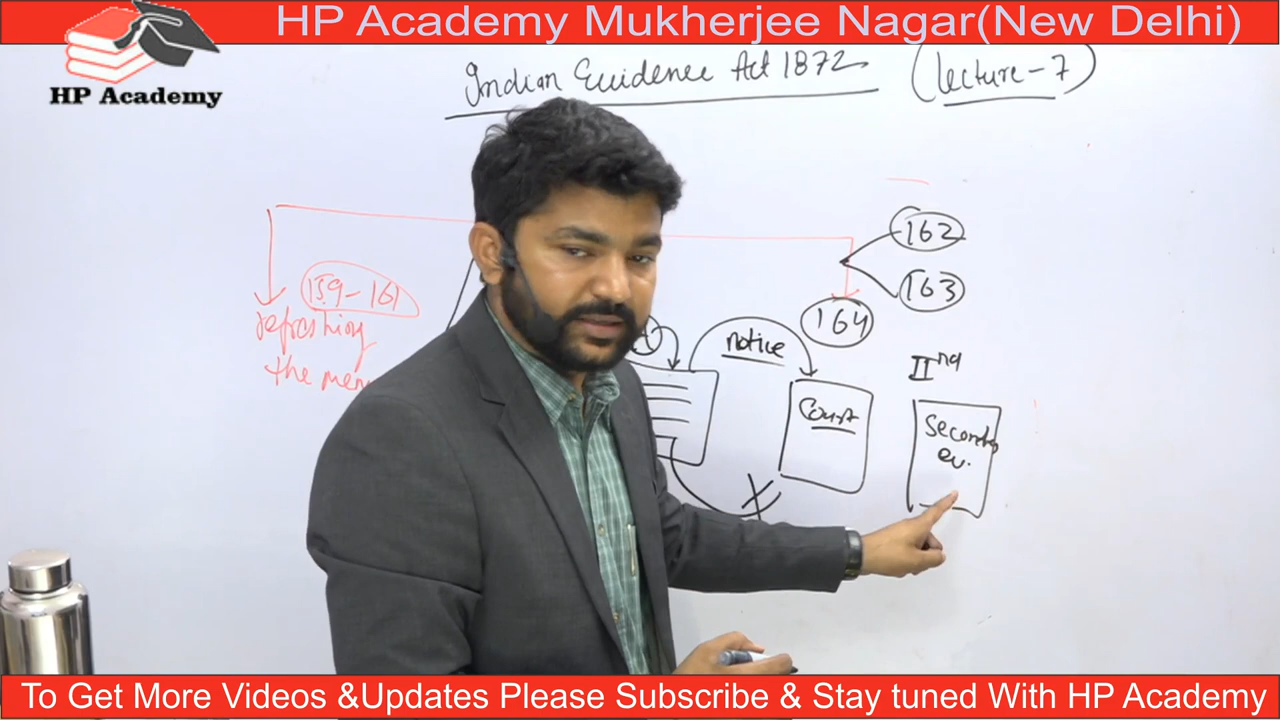 HP Academy Mukherjee Nagar(New Delhi)
HP Academy
Indian Evidence Act 1872 (Lecture-7)
162
163
159-161
164
refreshing
the mem
notice
IInd
Court
Secondry
ev.
To Get More Videos &Updates Please Subscribe & Stay tuned With HP Academy